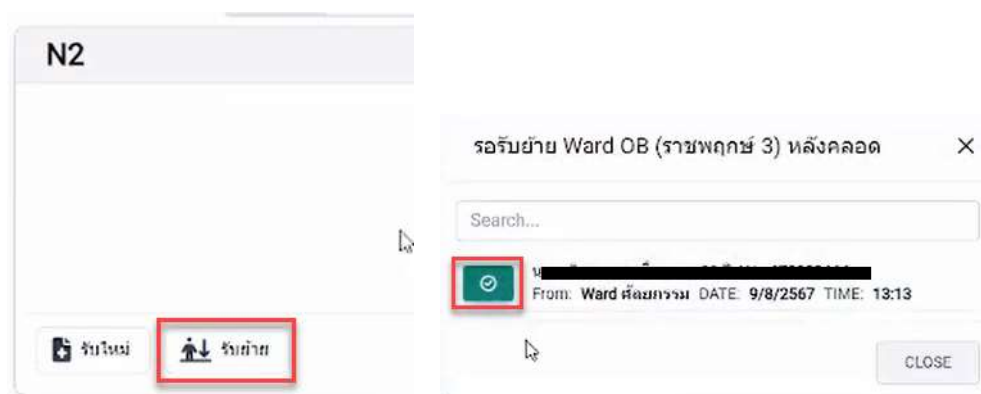 N2
รับใหม่
รับย้าย
รอรับย้าย Ward OB (ราชพฤกษ์ 3) หลังคลอด
Search...
From: Ward ศัลยกรรม DATE: 9/8/2567 TIME: 13:13
CLOSE